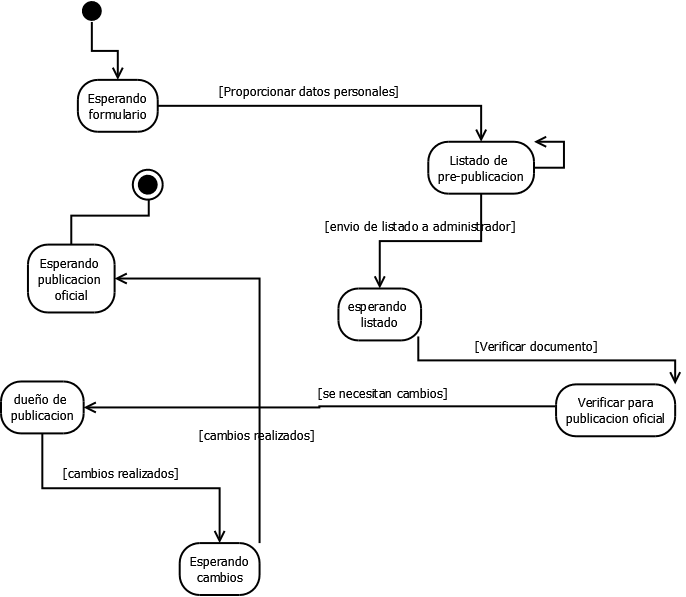 [Proporcionar datos personales]
Esperando
formulario
Listado de
pre-publicacion
[envio de listado a administrador]
Esperando
publicacion
oficial
esperando
listado
[Verificar documento]
[se necesitan cambios]
dueño de
publicacion
Verificar para
publicacion oficial
[cambios realizados]
[cambios realizados]
Esperando
cambios